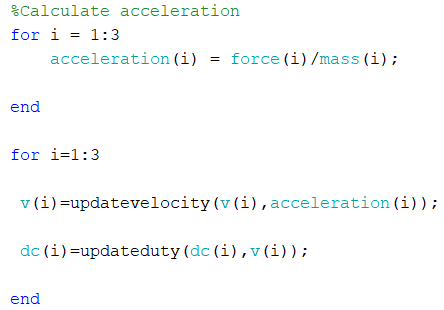 %Calculate acceleration
for i = 1:3
    acceleration(i) = force(i)/mass(i);
end
for i=1:3
 v(i)=updatevelocity(v(i),acceleration(i));
 dc(i)=updateduty(dc(i),v(i));
end